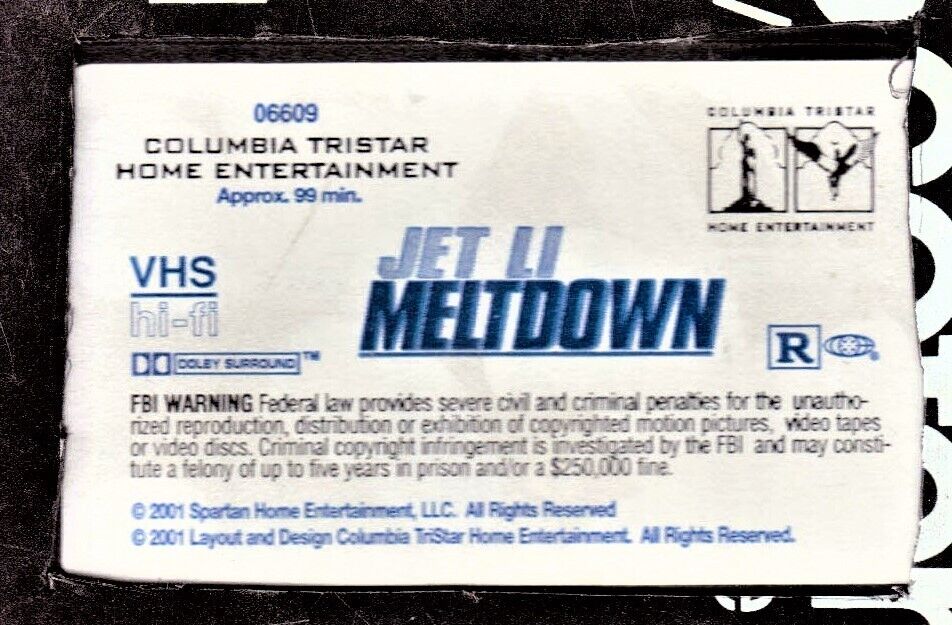 06609
COLUMBIA TRISTAR
HOME ENTERTAINMENT
Approx. 99 min.
COLUMBIA TRISTAR
HOME ENTERTAINMENT
JET LI
MELTDOWN
VHS
hi-fi
DOLBY SURROUND™
R
®
FBI WARNING Federal law provides severe civil and criminal penalties for the unautho-
rized reproduction, distribution or exhibition of copyrighted motion pictures, video tapes
or video discs. Criminal copyright infringement is investigated by the FBI and may consti-
tute a felony of up to five years in prison and/or a $250,000 fine.
© 2001 Spartan Home Entertainment, LLC. All Rights Reserved
© 2001 Layout and Design Columbia TriStar Home Entertainment. All Rights Reserved.